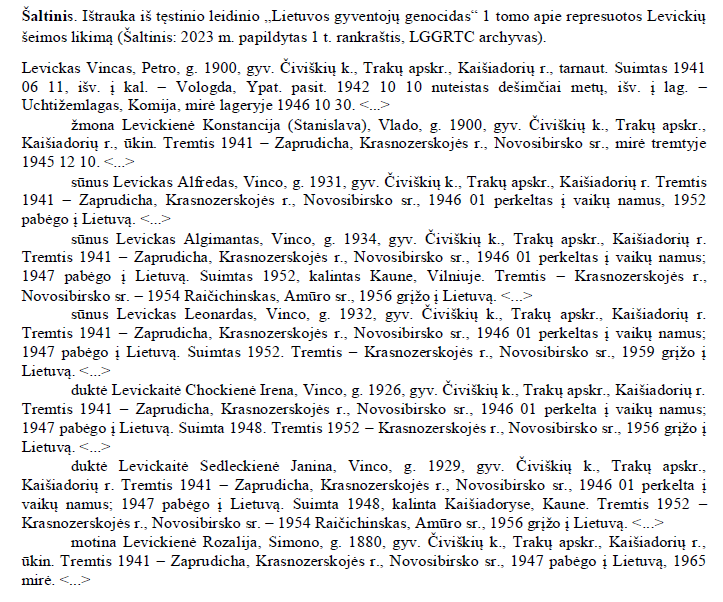 Šaltinis. Ištrauka iš tęstinio leidinio „Lietuvos gyventojų genocidas“ 1 tomo apie represuotos Levickių
šeimos likimą (Šaltinis: 2023 m. papildytas 1 t. rankraštis, LGGRTC archyvas).
Levickas Vincas, Petro, g. 1900, gyv. Čiviškių k., Trakų apskr., Kaišiadorių r., tarnaut. Suimtas 1941
06 11, išv. į kal. – Vologda, Ypat. pasit. 1942 10 10 nuteistas dešimčiai metų, išv. į lag. –
Uchtižemlagas, Komija, mirė lageryje 1946 10 30. <...>
žmona Levickienė Konstancija (Stanislava), Vlado, g. 1900, gyv. Čiviškių k., Trakų apskr.,
Kaišiadorių r., ūkin. Tremtis 1941 – Zaprudicha, Krasnozerskojės r., Novosibirsko sr., mirė tremtyje
1945 12 10. <...>
sūnus Levickas Alfredas, Vinco, g. 1931, gyv. Čiviškių k., Trakų apskr., Kaišiadorių r. Tremtis
1941 – Zaprudicha, Krasnozerskojės r., Novosibirsko sr., 1946 01 perkeltas į vaikų namus, 1952
pabėgo į Lietuvą. <...>
sūnus Levickas Algimantas, Vinco, g. 1934, gyv. Čiviškių k., Trakų apskr., Kaišiadorių r.
Tremtis 1941 – Zaprudicha, Krasnozerskojės r., Novosibirsko sr., 1946 01 perkeltas į vaikų namus;
1947 pabėgo į Lietuvą. Suimtas 1952, kalintas Kaune, Vilniuje. Tremtis – Krasnozerskojės r.,
Novosibirsko sr. – 1954 Raičichinskas, Amūro sr., 1956 grįžo į Lietuvą. <...>
sūnus Levickas Leonardas, Vinco, g. 1932, gyv. Čiviškių k., Trakų apskr., Kaišiadorių r.
Tremtis 1941 – Zaprudicha, Krasnozerskojės r., Novosibirsko sr., 1946 01 perkeltas į vaikų namus;
1947 pabėgo į Lietuvą. Suimtas 1952. Tremtis – Krasnozerskojės r., Novosibirsko sr., 1959 grįžo į
Lietuvą. <...>
duktė Levickaitė Chockienė Irena, Vinco, g. 1926, gyv. Čiviškių k., Trakų apskr., Kaišiadorių r.
Tremtis 1941 – Zaprudicha, Krasnozerskojės r., Novosibirsko sr., 1946 01 perkelta į vaikų namus;
1947 pabėgo į Lietuvą. Suimta 1948. Tremtis 1952 – Krasnozerskojės r., Novosibirsko sr., 1956 grįžo į
Lietuvą. <...>
duktė Levickaitė Sedleckienė Janina, Vinco, g. 1929, gyv. Čiviškių k., Trakų apskr.,
Kaišiadorių r. Tremtis 1941 – Zaprudicha, Krasnozerskojės r., Novosibirsko sr., 1946 01 perkelta į
vaikų namus; 1947 pabėgo į Lietuvą. Suimta 1948, kalinta Kaišiadoryse, Kaune. Tremtis 1952 –
Krasnozerskojės r., Novosibirsko sr. – 1954 Raičichinskas, Amūro sr., 1956 grįžo į Lietuvą. <...>
motina Levickienė Rozalija, Simono, g. 1880, gyv. Čiviškių k., Trakų apskr., Kaišiadorių r.,
ūkin. Tremtis 1941 – Zaprudicha, Krasnozerskojės r., Novosibirsko sr., 1947 pabėgo į Lietuvą, 1965
mirė. <...>